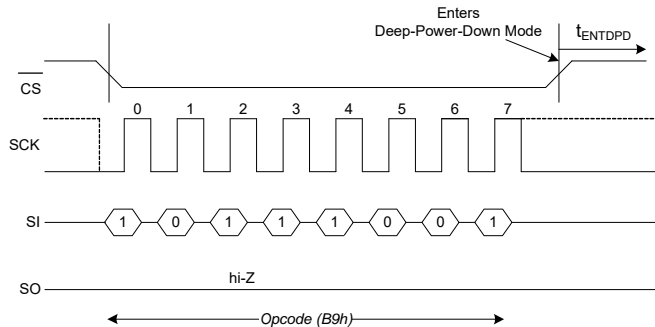 Enters
Deep-Power-Down Mode
tENTDPD
CS
0 1 2 3 4 5 6 7
SCK
SI 1 0 1 1 1 0 0 1
hi-Z
SO
Opcode (B9h)